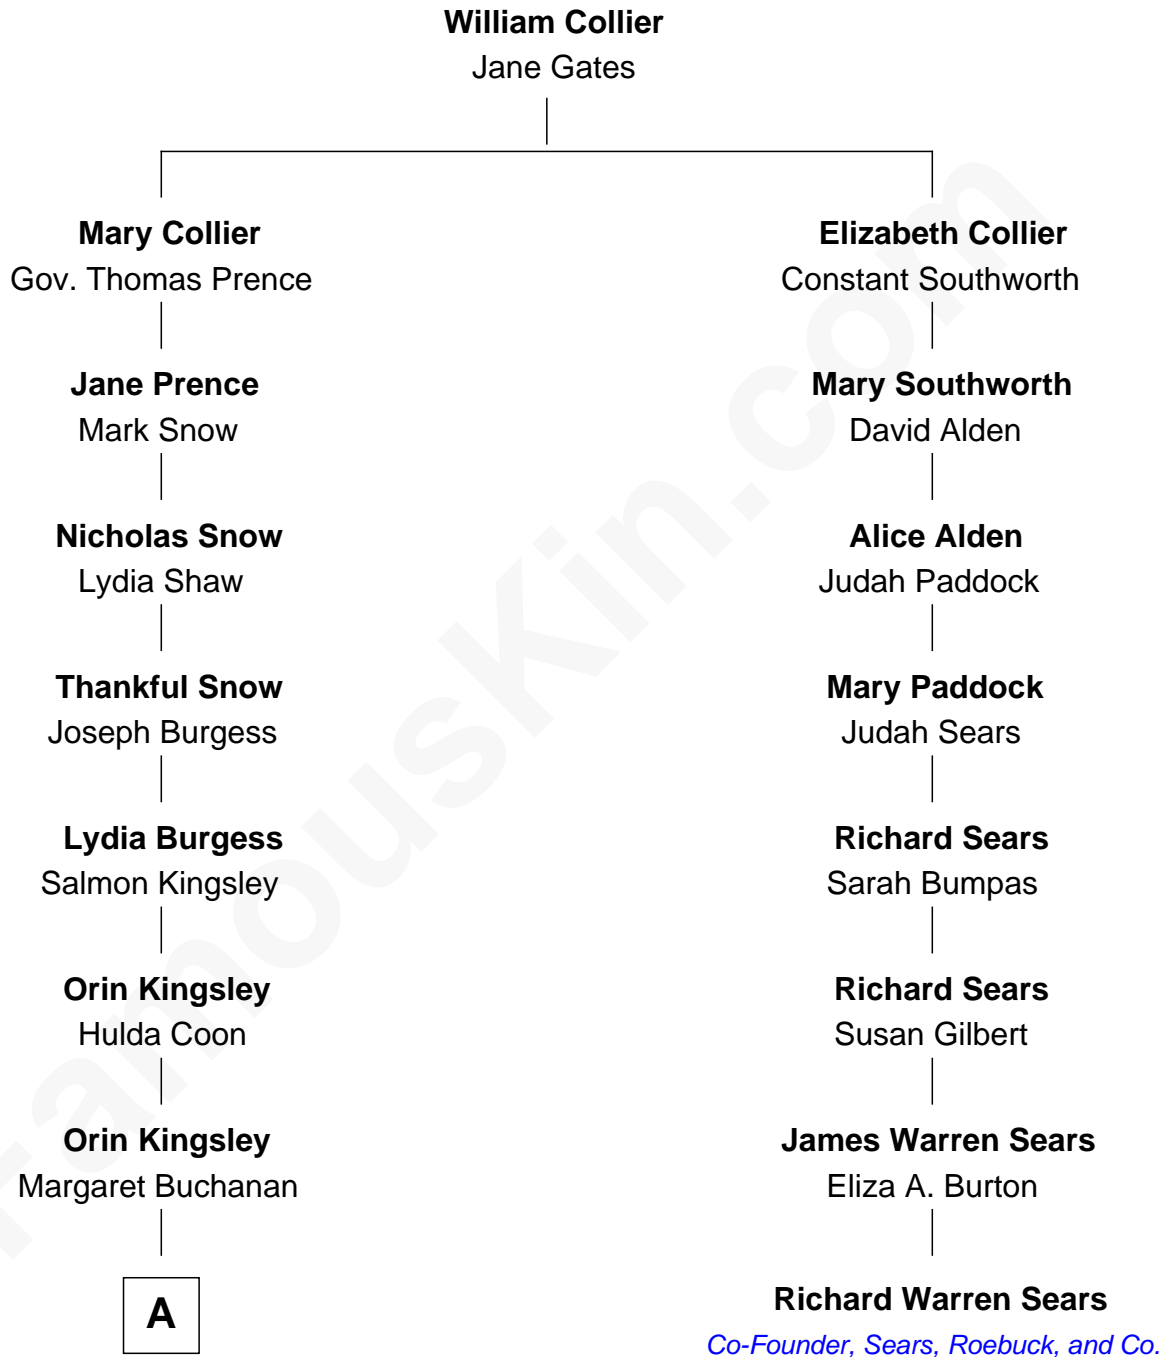 William Collier
Jane Gates
Mary Collier
Gov. Thomas Prence
Elizabeth Collier
Constant Southworth
Jane Prence
Mark Snow
Mary Southworth
David Alden
Nicholas Snow
Lydia Shaw
Alice Alden
Judah Paddock
Thankful Snow
Joseph Burgess
Mary Paddock
Judah Sears
Lydia Burgess
Salmon Kingsley
Richard Sears
Sarah Bumpas
Orin Kingsley
Hulda Coon
Richard Sears
Susan Gilbert
Orin Kingsley
Margaret Buchanan
James Warren Sears
Eliza A. Burton
A
Richard Warren Sears
Co-Founder, Sears, Roebuck, and Co.
FamousKin.com